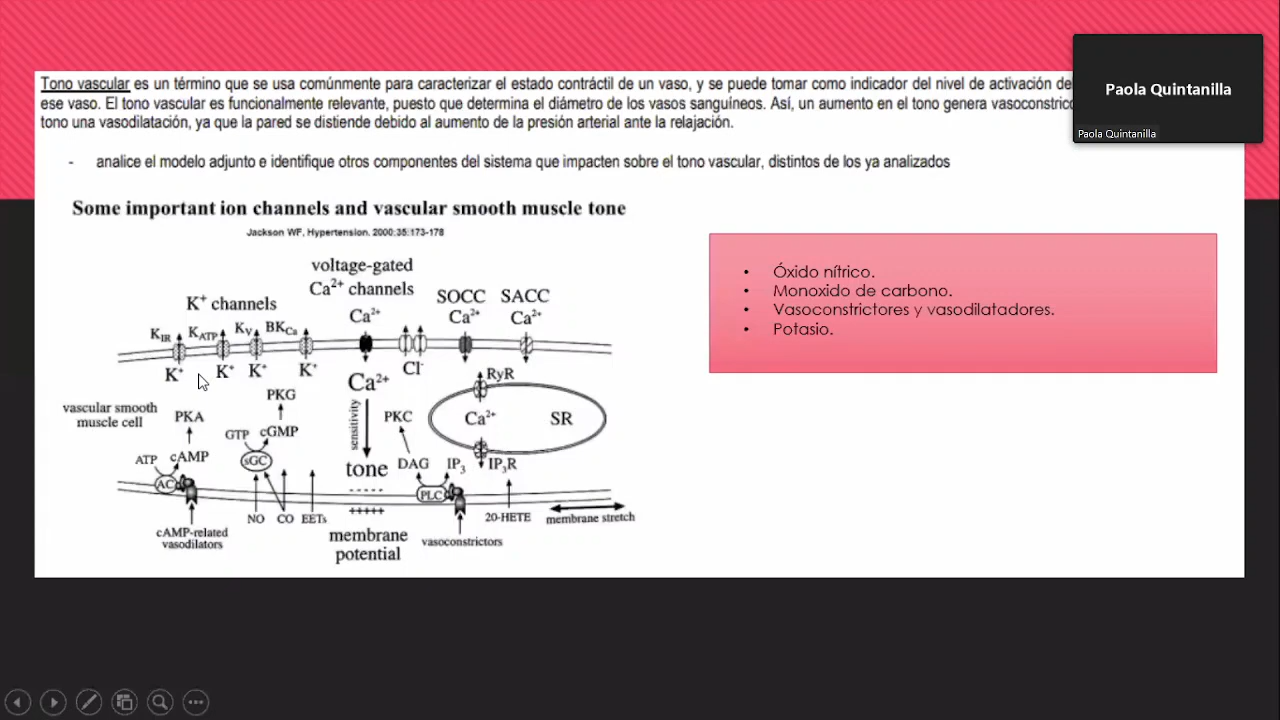 Paola Quintanilla
Paola Quintanilla
Tono vascular es un término que se usa comúnmente para caracterizar el estado contráctil de un vaso, y se puede tomar como indicador del nivel de activación de
ese vaso. El tono vascular es funcionalmente relevante, puesto que determina el diámetro de los vasos sanguíneos. Así, un aumento en el tono genera vasoconstric
tono una vasodilatación, ya que la pared se distiende debido al aumento de la presión arterial ante la relajación.
- analice el modelo adjunto e identifique otros componentes del sistema que impacten sobre el tono vascular, distintos de los ya analizados
Some important ion channels and vascular smooth muscle tone
Jackson WF, Hypertension. 2000;35:173-178
voltage-gated
Ca²⁺ channels
K⁺ channels
SOCC SACC
Ca²⁺ Ca²⁺ Ca²⁺
K_IR K_ATP K_V BK_Ca
K⁺ K⁺ K⁺ K⁺
Ca²⁺
Cl⁻
RyR
vascular smooth
muscle cell
PKA
PKG
GTP cGMP
sGC
ATP cAMP
AC
sensitivity
tone
PKC
DAG IP₃ IP₃R
PLC
Ca²⁺ SR
- - - - -
+++++
NO CO EETs
cAMP-related
vasodilators
membrane
potential
vasoconstrictors
20-HETE
membrane stretch
• Óxido nítrico.
• Monoxido de carbono.
• Vasoconstrictores y vasodilatadores.
• Potasio.